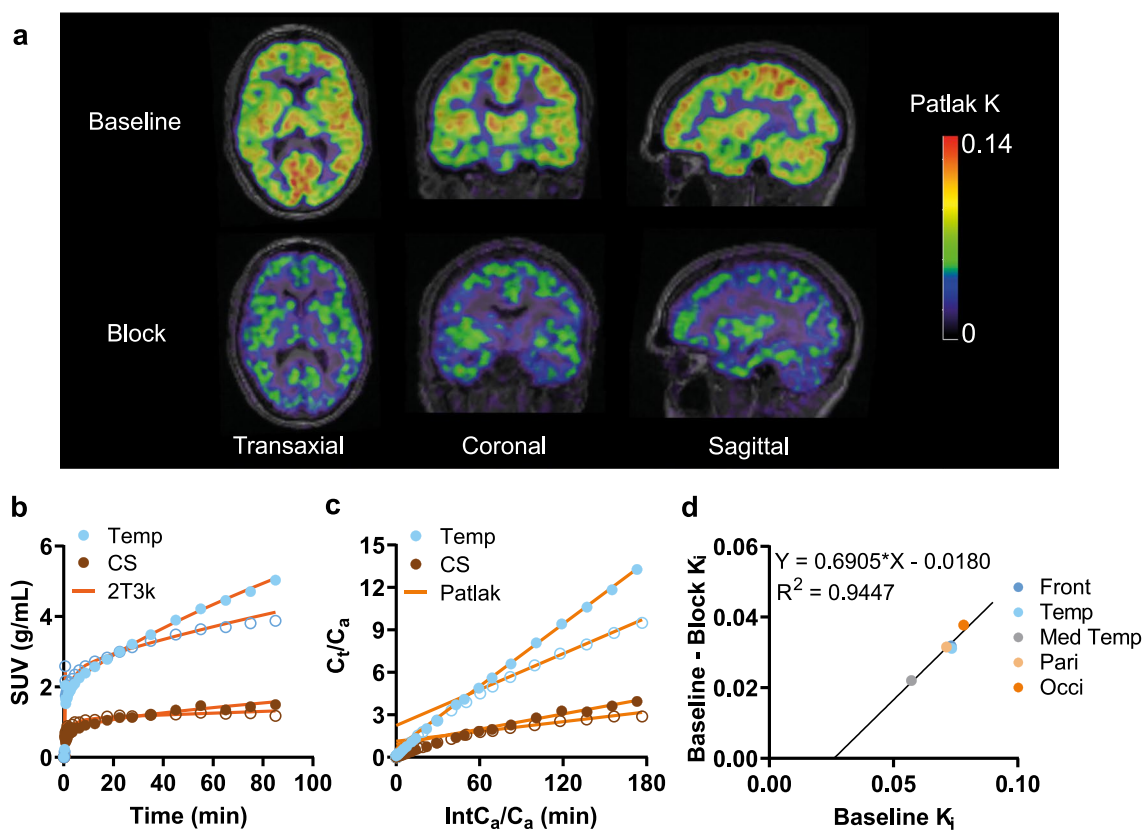 a
Baseline
Block
Transaxial
Coronal
Sagittal
Patlak K
0.14
0
b
Temp
CS
2T3k
SUV (g/mL)
6
4
2
0
0 20 40 60 80 100
Time (min)
c
Temp
CS
Patlak
Ct/Ca
15
12
9
6
3
0
0 60 120 180
IntCa/Ca (min)
d
Y = 0.6905*X - 0.0180
R² = 0.9447
Baseline - Block Ki
0.06
0.04
0.02
0.00
0.00 0.05 0.10
Baseline Ki
Front
Temp
Med Temp
Pari
Occi